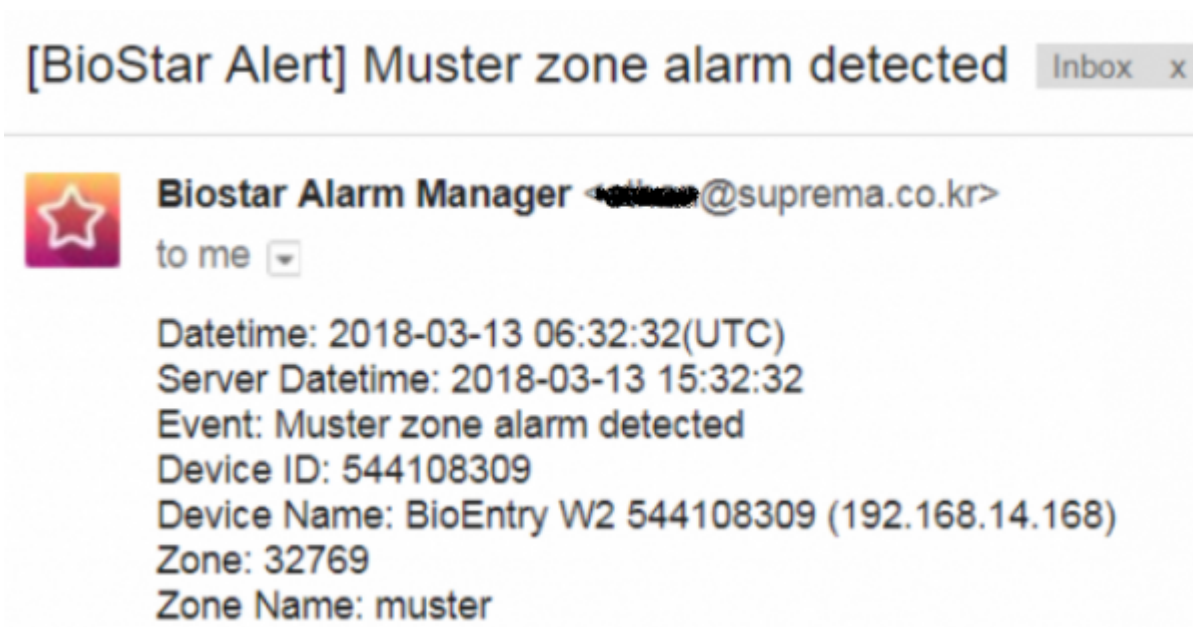 [BioStar Alert] Muster zone alarm detected Inbox x
Biostar Alarm Manager <@suprema.co.kr>
to me
Datetime: 2018-03-13 06:32:32(UTC)
Server Datetime: 2018-03-13 15:32:32
Event: Muster zone alarm detected
Device ID: 544108309
Device Name: BioEntry W2 544108309 (192.168.14.168)
Zone: 32769
Zone Name: muster